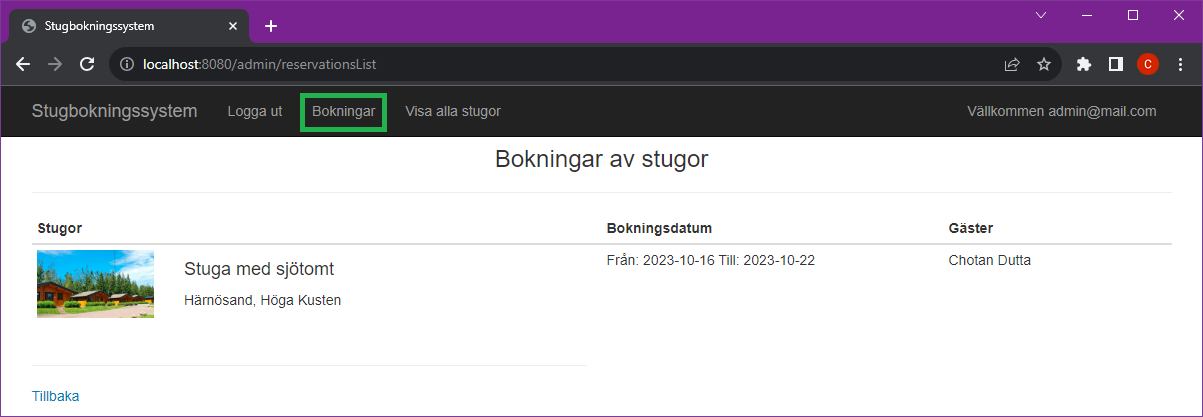 Stugbokningssystem
localhost:8080/admin/reservationsList
C
Stugbokningssystem Logga ut Bokningar Visa alla stugor Vällkommen admin@mail.com
Bokningar av stugor
Stugor Bokningsdatum Gäster
Stuga med sjötomt Från: 2023-10-16 Till: 2023-10-22 Chotan Dutta
Härnösand, Höga Kusten
Tillbaka